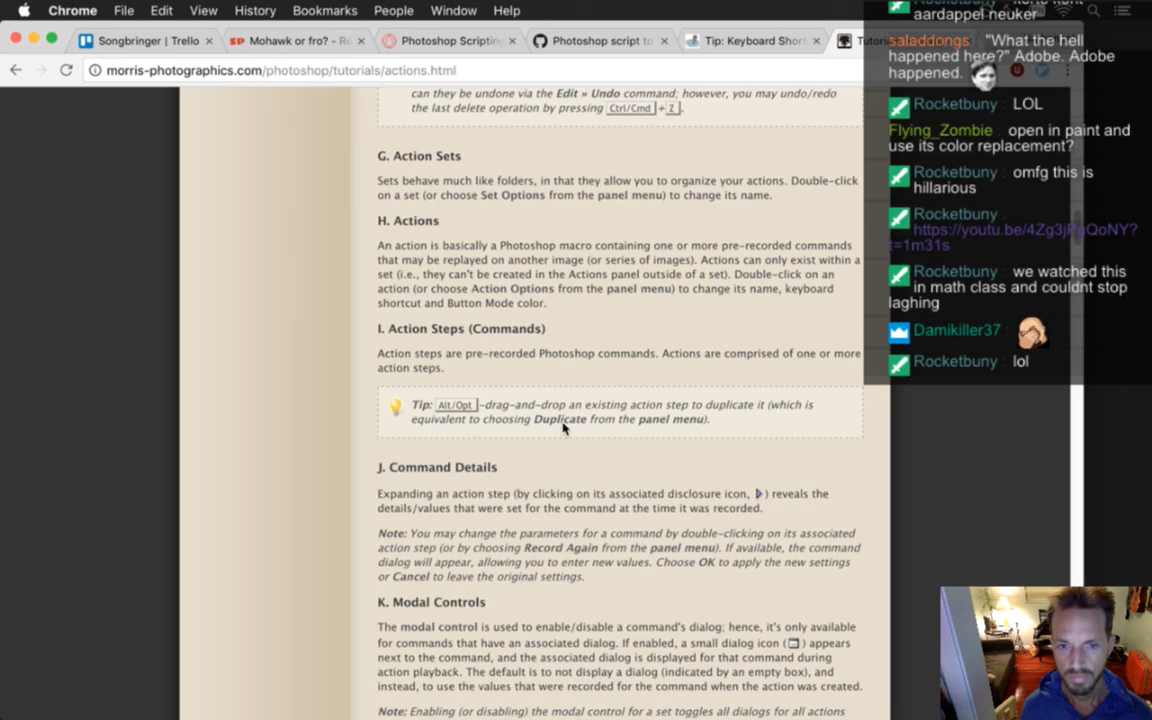 Chrome File Edit View History Bookmarks People Window Help
Songbringer | Trello
Mohawk or fro? - R
Photoshop Scripting
Photoshop script to
Tip: Keyboard Short
morris-photographics.com/photoshop/tutorials/actions.html
can they be undone via the Edit » Undo command; however, you may undo/redo
the last delete operation by pressing Ctrl/Cmd + Z .
G. Action Sets
Sets behave much like folders, in that they allow you to organize your actions. Double-click
on a set (or choose Set Options from the panel menu) to change its name.
H. Actions
An action is basically a Photoshop macro containing one or more pre-recorded commands
that may be replayed on another image (or series of images). Actions can only exist within a
set (i.e., they can't be created in the Actions panel outside of a set). Double-click on an
action (or choose Action Options from the panel menu) to change its name, keyboard
shortcut and Button Mode color.
I. Action Steps (Commands)
Action steps are pre-recorded Photoshop commands. Actions are comprised of one or more
action steps.
Tip: Alt/Opt -drag-and-drop an existing action step to duplicate it (which is
equivalent to choosing Duplicate from the panel menu).
J. Command Details
Expanding an action step (by clicking on its associated disclosure icon, ) reveals the
details/values that were set for the command at the time it was recorded.
Note: You may change the parameters for a command by double-clicking on its associated
action step (or by choosing Record Again from the panel menu). If available, the command
dialog will appear, allowing you to enter new values. Choose OK to apply the new settings
or Cancel to leave the original settings.
K. Modal Controls
The modal control is used to enable/disable a command's dialog; hence, it's only available
for commands that have an associated dialog. If enabled, a small dialog icon ( ) appears
next to the command, and the associated dialog is displayed for that command during
action playback. The default is to not display a dialog (indicated by an empty box), and
instead, to use the values that were recorded for the command when the action was created.
Note: Enabling (or disabling) the modal control for a set toggles all dialogs for all actions
aardappel neuker
saladdongs : "What the hell
happened here?" Adobe. Adobe
happened.
Rocketbuny : LOL
Flying_Zombie : open in paint and
use its color replacement?
Rocketbuny : omfg this is
hillarious
Rocketbuny :
t=1m31s
Rocketbuny : we watched this
in math class and couldnt stop
laghing
Damikiller37 :
Rocketbuny : lol